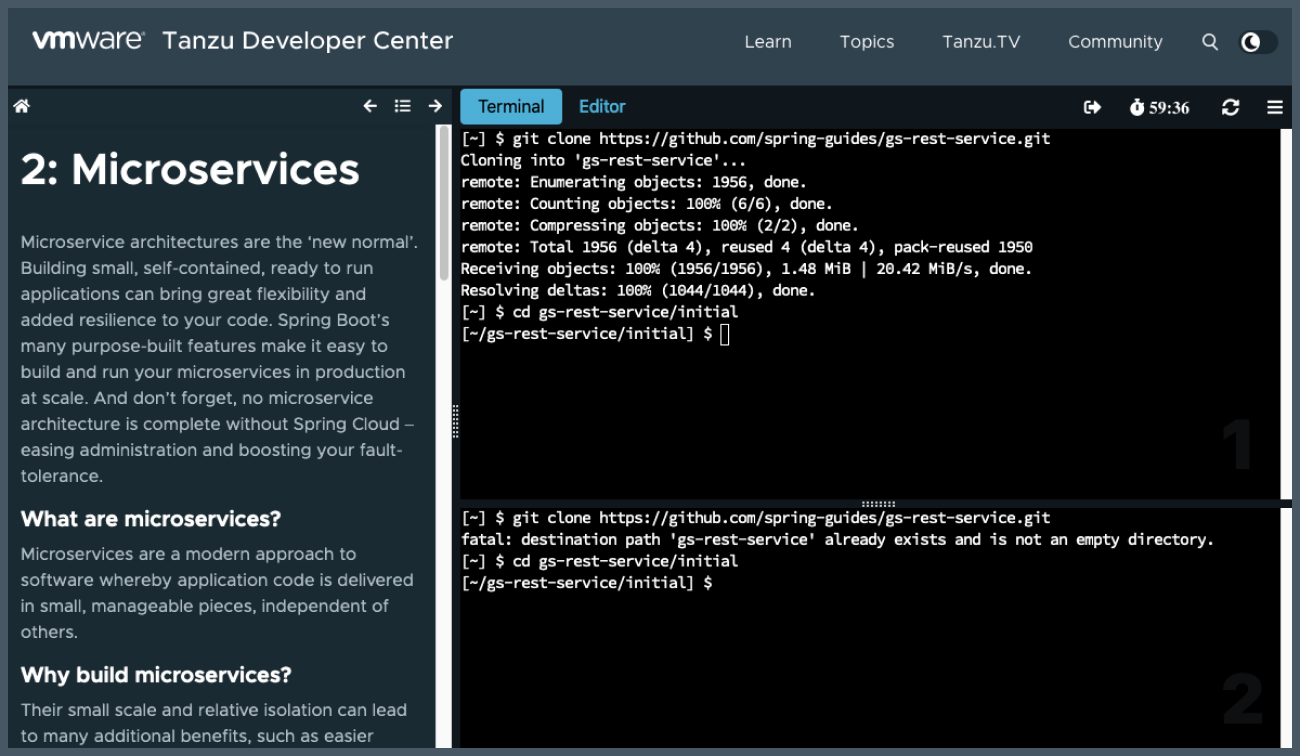 vmware® Tanzu Developer Center
Learn Topics Tanzu.TV Community
2: Microservices
Microservice architectures are the ‘new normal’.
Building small, self-contained, ready to run
applications can bring great flexibility and
added resilience to your code. Spring Boot’s
many purpose-built features make it easy to
build and run your microservices in production
at scale. And don’t forget, no microservice
architecture is complete without Spring Cloud –
easing administration and boosting your fault-
tolerance.
What are microservices?
Microservices are a modern approach to
software whereby application code is delivered
in small, manageable pieces, independent of
others.
Why build microservices?
Their small scale and relative isolation can lead
to many additional benefits, such as easier
Terminal Editor 59:36
[~] $ git clone https://github.com/spring-guides/gs-rest-service.git
Cloning into 'gs-rest-service'...
remote: Enumerating objects: 1956, done.
remote: Counting objects: 100% (6/6), done.
remote: Compressing objects: 100% (2/2), done.
remote: Total 1956 (delta 4), reused 4 (delta 4), pack-reused 1950
Receiving objects: 100% (1956/1956), 1.48 MiB | 20.42 MiB/s, done.
Resolving deltas: 100% (1044/1044), done.
[~] $ cd gs-rest-service/initial
[~/gs-rest-service/initial] $
1
[~] $ git clone https://github.com/spring-guides/gs-rest-service.git
fatal: destination path 'gs-rest-service' already exists and is not an empty directory.
[~] $ cd gs-rest-service/initial
[~/gs-rest-service/initial] $
2